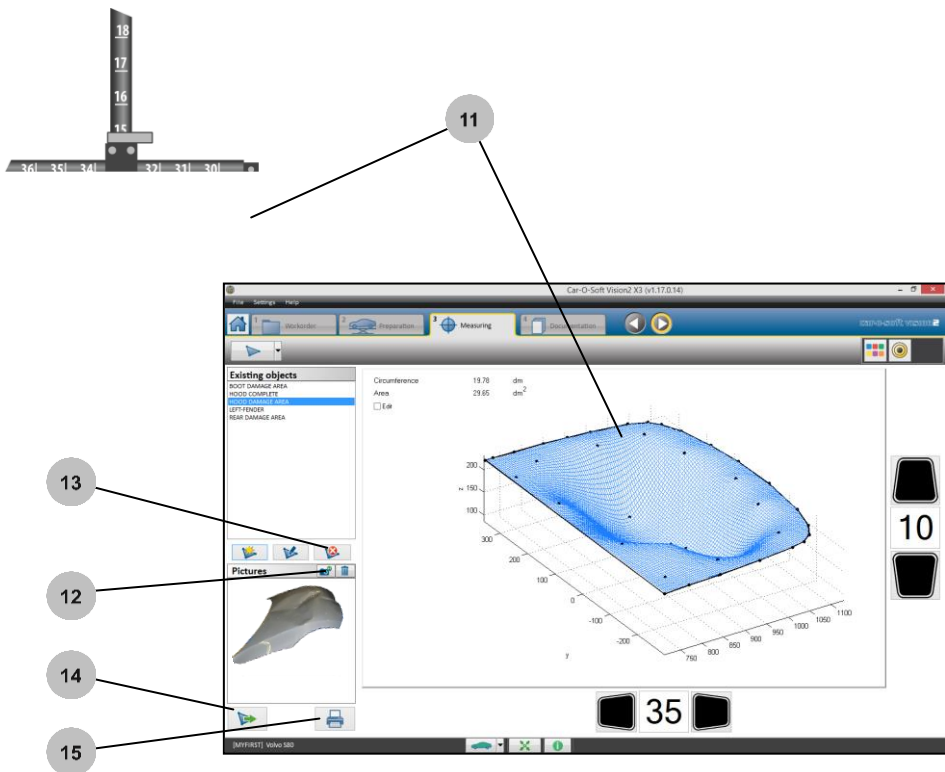 18
17
16
15
36 35 34 32 31 30
11
Car-O-Soft Vision2 X3 (v1.17.0.14)
File Settings Help
1 Workorder 2 Preparation 3 Measuring 4 Documentation car-o-soft vision2
Existing objects
BOOT DAMAGE AREA
HOOD COMPLETE
HOOD DAMAGE AREA
LEFT-FENDER
REAR DAMAGE AREA
Circumference 19.78 dm
Area 29.65 dm2
Edit
200
150
100
z
300
200
100
0
-100
-200
y
750 800 850 900 950 1000 1050 1100
10
13
12
Pictures
14
35
15
[MYFIRST] Volvo S80